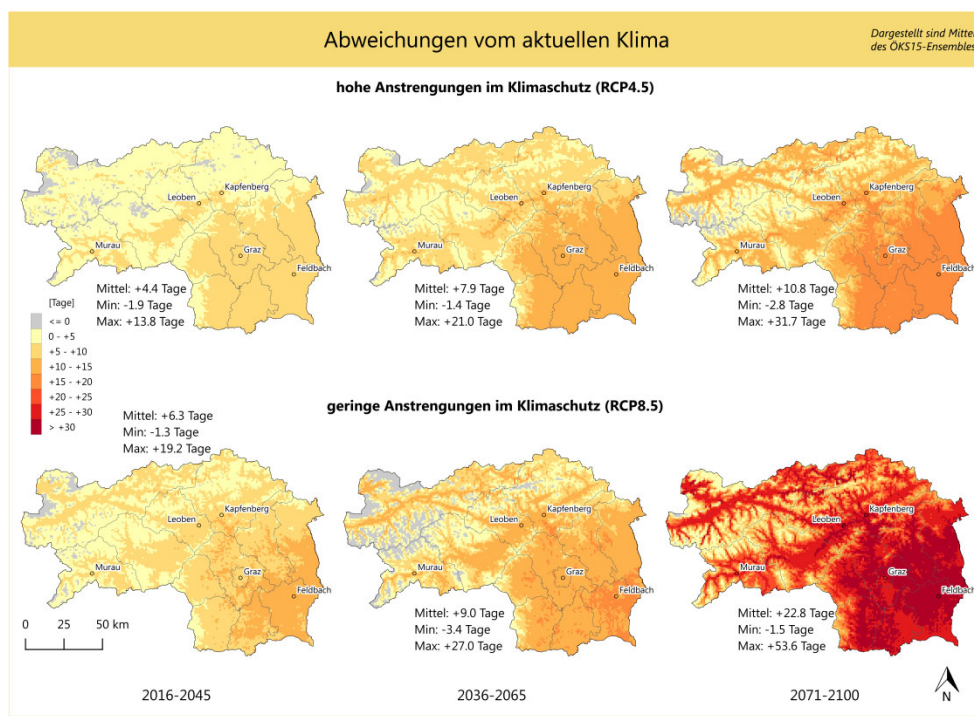 Abweichungen vom aktuellen Klima
Dargestellt sind Mittel
des ÖKS15-Ensembles
hohe Anstrengungen im Klimaschutz (RCP4.5)
Kapfenberg
Leoben
Murau
Graz
Feldbach
Mittel: +4.4 Tage
Min: -1.9 Tage
Max: +13.8 Tage
Kapfenberg
Leoben
Murau
Graz
Feldbach
Mittel: +7.9 Tage
Min: -1.4 Tage
Max: +21.0 Tage
Kapfenberg
Leoben
Murau
Graz
Feldbach
Mittel: +10.8 Tage
Min: -2.8 Tage
Max: +31.7 Tage
[Tage]
<= 0
0 - +5
+5 - +10
+10 - +15
+15 - +20
+20 - +25
+25 - +30
> +30
geringe Anstrengungen im Klimaschutz (RCP8.5)
Mittel: +6.3 Tage
Min: -1.3 Tage
Max: +19.2 Tage
Kapfenberg
Leoben
Murau
Graz
Feldbach
Kapfenberg
Leoben
Murau
Graz
Feldbach
Mittel: +9.0 Tage
Min: -3.4 Tage
Max: +27.0 Tage
Kapfenberg
Leoben
Murau
Graz
Feldbach
Mittel: +22.8 Tage
Min: -1.5 Tage
Max: +53.6 Tage
0 25 50 km
2016-2045
2036-2065
2071-2100
N